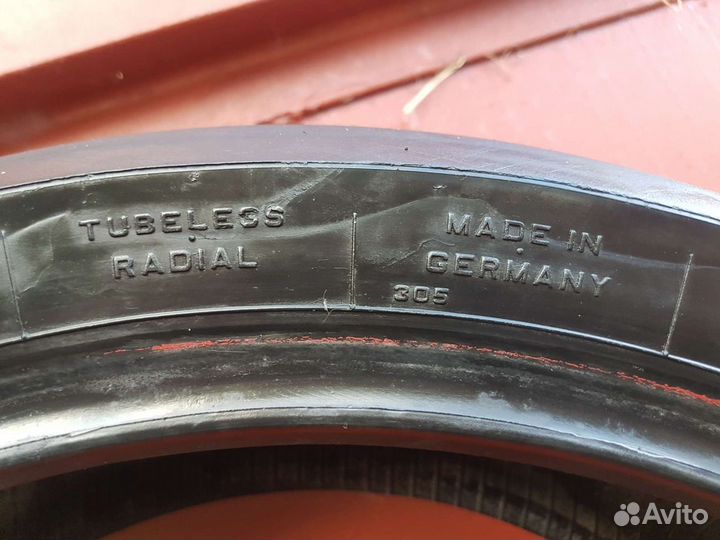 TUBELESS
RADIAL
MADE IN
GERMANY
305
Avito